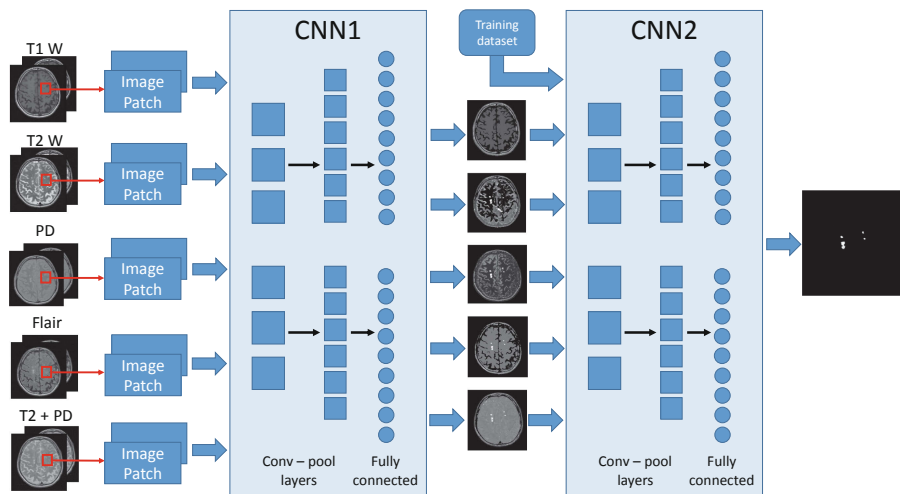 T1 W
Image
Patch
T2 W
Image
Patch
PD
Image
Patch
Flair
Image
Patch
T2 + PD
Image
Patch
CNN1
Conv – pool
layers
Fully
connected
Training
dataset
CNN2
Conv – pool
layers
Fully
connected